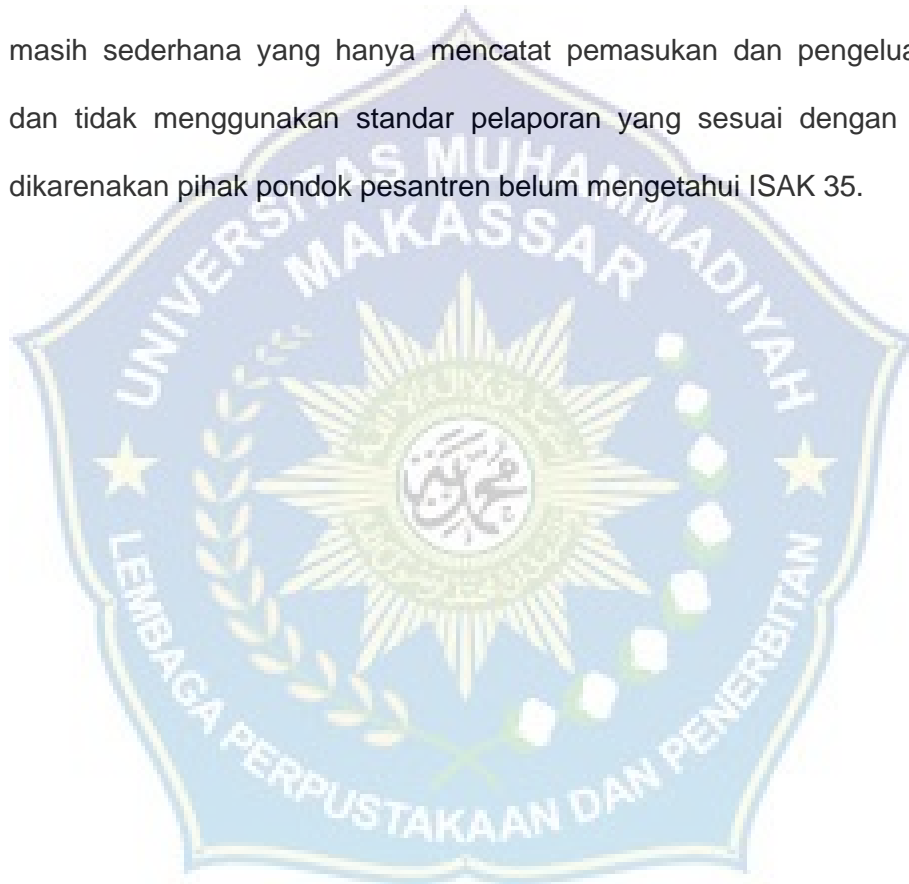 masih sederhana yang hanya mencatat pemasukan dan
dan tidak menggunakan standar pelaporan yang sesuai dengan
dikarenakan pihak pondok pesantren belum mengetahui ISAK 35.
UNIVERSITAS MUHAMMADIYAH
MAKASSAR
LEMBAGA PERPUSTAKAAN DAN PENERBITAN